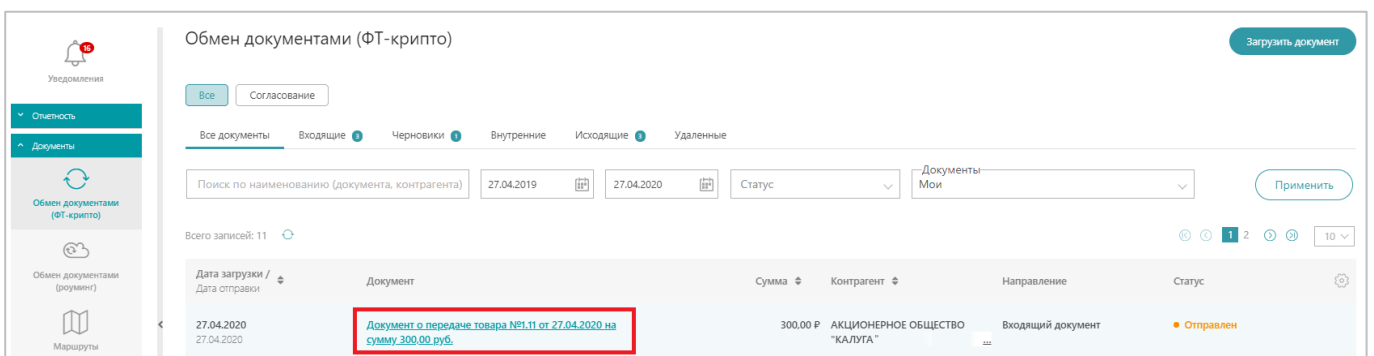 16
Уведомления
Отчетность
Документы
Обмен документами
(ФТ-крипто)
Обмен документами
(роуминг)
Маршруты
Обмен документами (ФТ-крипто)
Загрузить документ
Все Согласование
Все документы Входящие 3 Черновики 1 Внутренние Исходящие 3 Удаленные
Документы
Поиск по наименованию (документа, контрагента) 27.04.2019 27.04.2020 Статус Мои Применить
Всего записей: 11 1 2 10
Дата загрузки /
Дата отправки
Документ Сумма Контрагент Направление Статус
27.04.2020
27.04.2020
Документ о передаче товара №1.11 от 27.04.2020 на
сумму 300,00 руб.
300,00 ₽
АКЦИОНЕРНОЕ ОБЩЕСТВО
"КАЛУГА" ...
Входящий документ
Отправлен